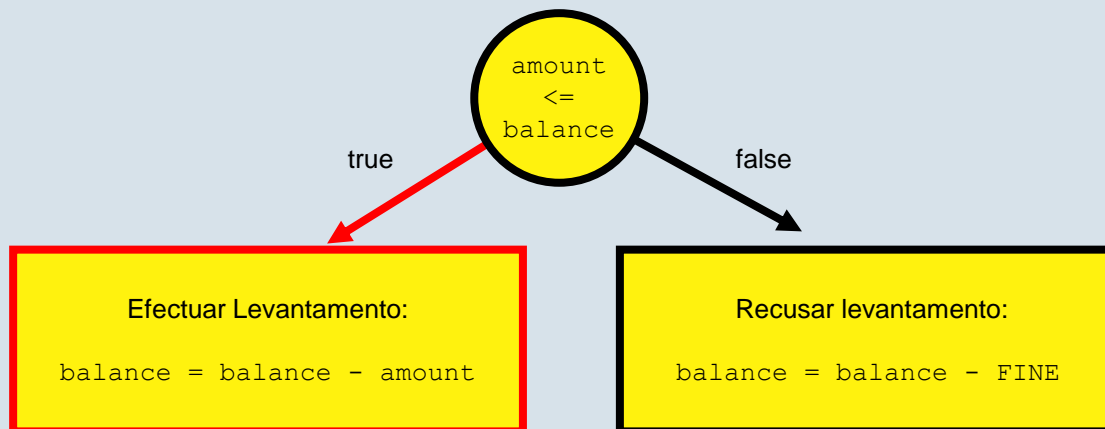 amount
<=
balance
true
false
Efectuar Levantamento:
balance = balance - amount
Recusar levantamento:
balance = balance - FINE